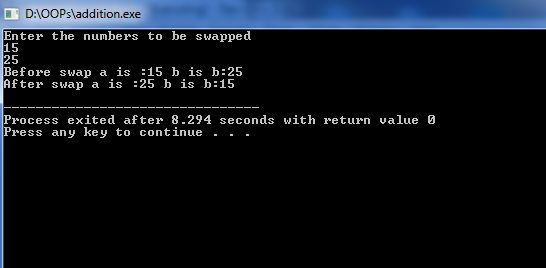 D:\OOPs\addition.exe
Enter the numbers to be swapped
15
25
Before swap a is :15 b is b:25
After swap a is :25 b is b:15
--------------------------------
Process exited after 8.294 seconds with return value 0
Press any key to continue . . .